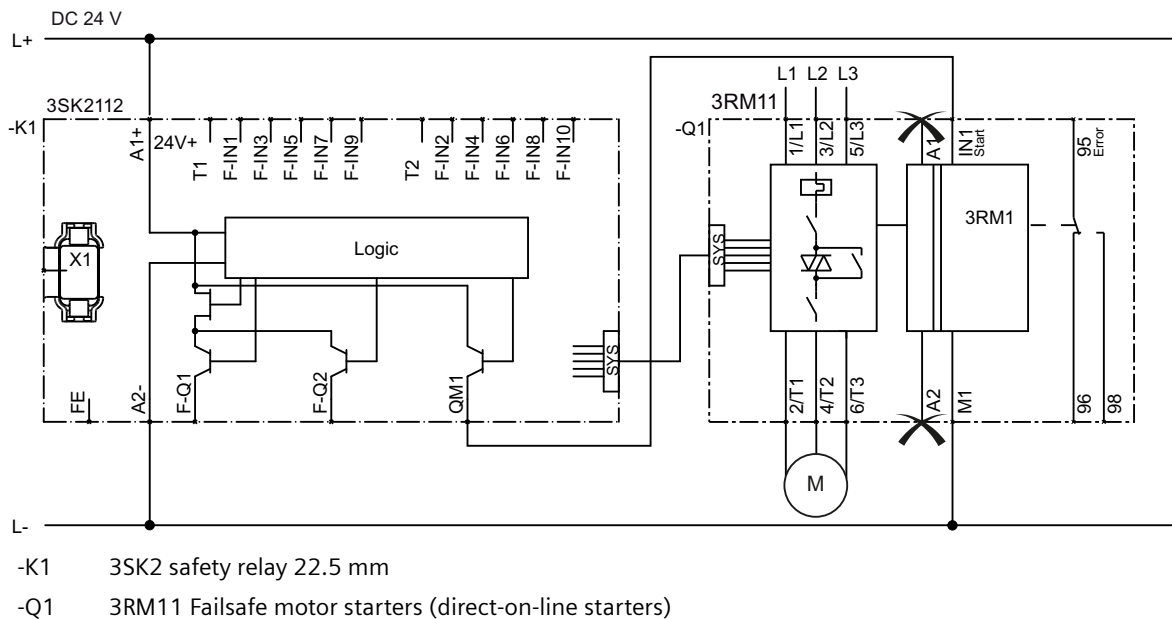 DC 24 V
L+
L1 L2 L3
3SK2112
3RM11
-K1
-Q1
A1+
24V+
T1
F-IN1
F-IN3
F-IN5
F-IN7
F-IN9
T2
F-IN2
F-IN4
F-IN6
F-IN8
F-IN10
1/L1
3/L2
5/L3
A1
IN1
Start
95
Error
X1
Logic
SYS
3RM1
SYS
FE
A2-
F-Q1
F-Q2
QM1
2/T1
4/T2
6/T3
A2
M1
96
98
M
L-
-K1 3SK2 safety relay 22.5 mm
-Q1 3RM11 Failsafe motor starters (direct-on-line starters)